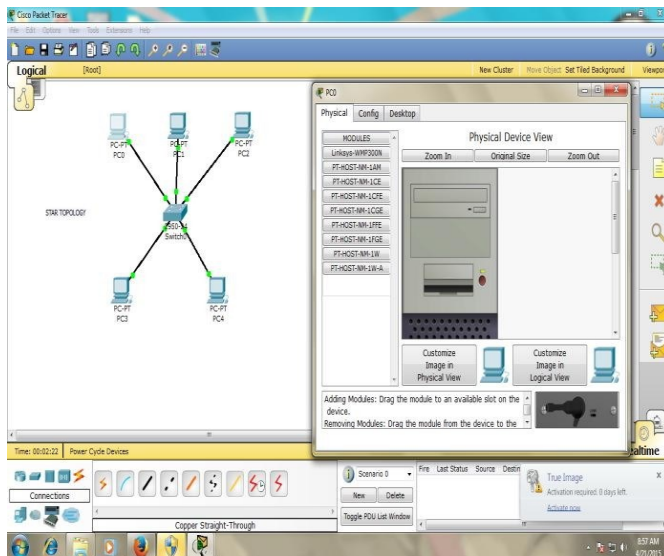 Cisco Packet Tracer
File Edit Options View Tools Extensions Help
Logical
[Root]
New Cluster
Move Object
Set Tiled Background
Viewport
PC-PT
PC0
PC-PT
PC1
PC-PT
PC2
STAR TOPOLOGY
2950-24
Switch0
PC-PT
PC3
PC-PT
PC4
PC0
Physical Config Desktop
MODULES
Linksys-WMP300N
PT-HOST-NM-1AM
PT-HOST-NM-1CE
PT-HOST-NM-1CFE
PT-HOST-NM-1CGE
PT-HOST-NM-1FFE
PT-HOST-NM-1FGE
PT-HOST-NM-1W
PT-HOST-NM-1W-A
Physical Device View
Zoom In
Original Size
Zoom Out
Customize
Image in
Physical View
Customize
Image in
Logical View
Adding Modules: Drag the module to an available slot on the
device.
Removing Modules: Drag the module from the device to the
Time: 00:02:22
Power Cycle Devices
ealtime
Connections
Copper Straight-Through
Scenario 0
New
Delete
Toggle PDU List Window
Fire Last Status Source Destin
True Image
Activation required. 0 days left.
Activate now
8:57 AM